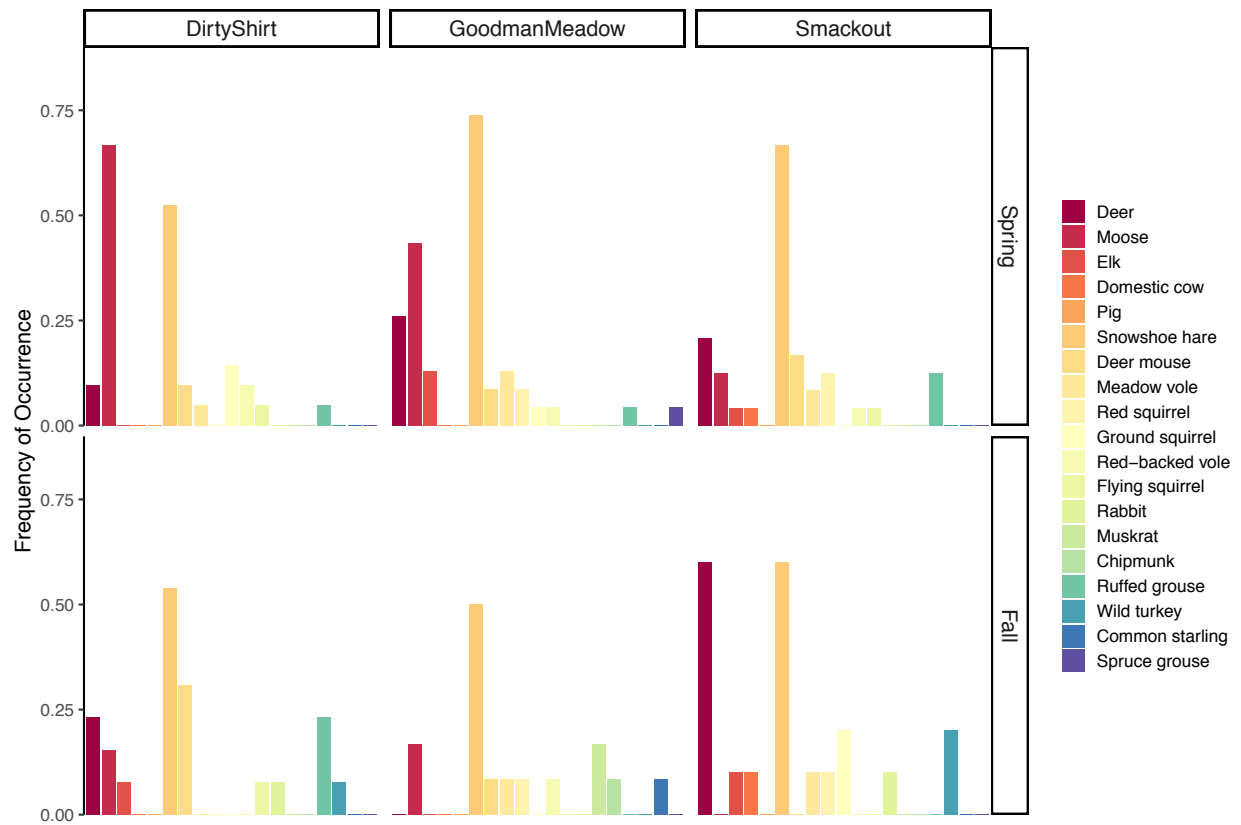 DirtyShirt GoodmanMeadow Smackout
0.75
0.50
0.25
0.00
Spring
0.75
0.50
0.25
0.00
Fall
Frequency of Occurrence
Deer
Moose
Elk
Domestic cow
Pig
Snowshoe hare
Deer mouse
Meadow vole
Red squirrel
Ground squirrel
Red−backed vole
Flying squirrel
Rabbit
Muskrat
Chipmunk
Ruffed grouse
Wild turkey
Common starling
Spruce grouse